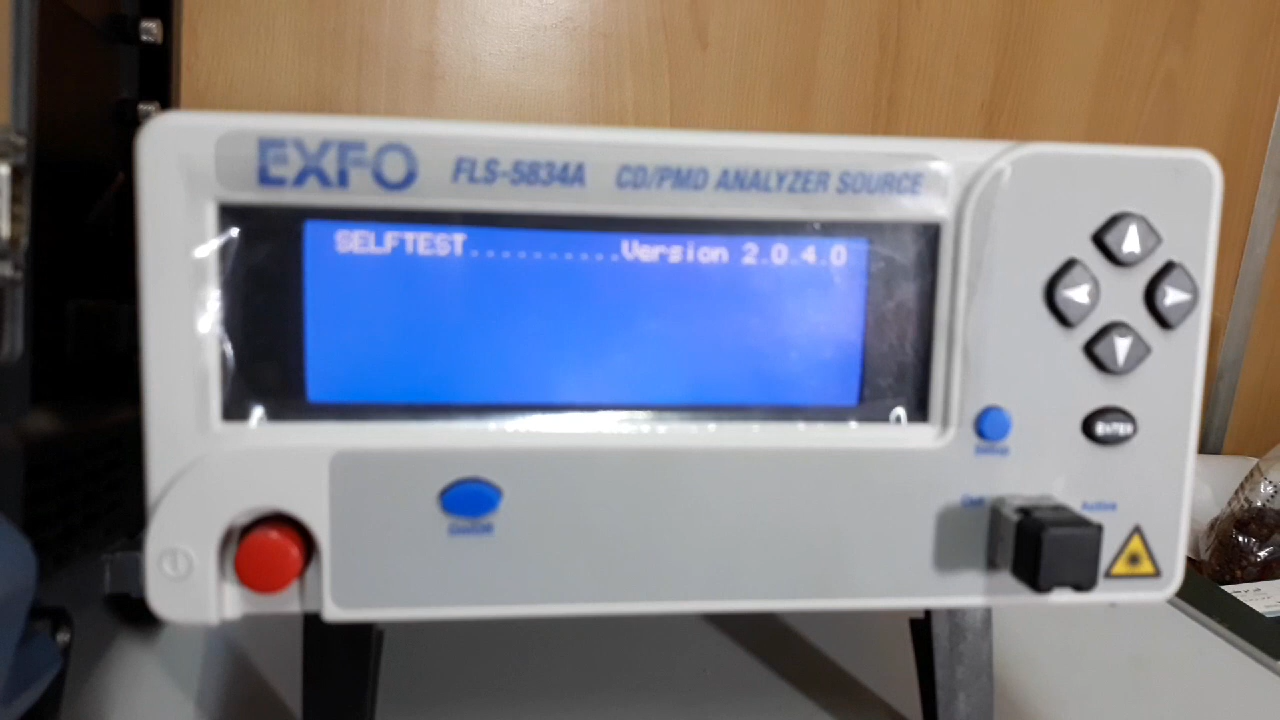 EXFO FLS-5834A CD/PMD ANALYZER SOURCE
SELFTEST..........Version 2.0.4.0
ENTER
Active